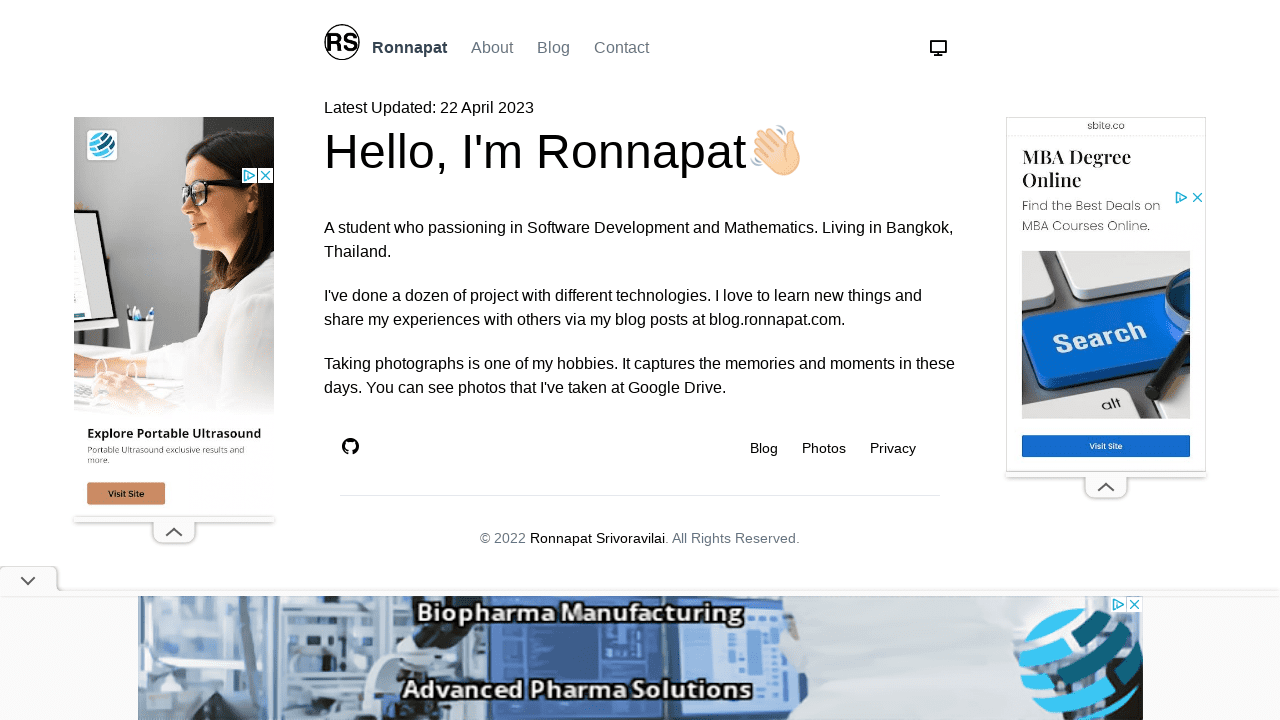 RS Ronnapat About Blog Contact
Latest Updated: 22 April 2023
Hello, I'm Ronnapat👋🏻
A student who passioning in Software Development and Mathematics. Living in Bangkok,
Thailand.
I've done a dozen of project with different technologies. I love to learn new things and
share my experiences with others via my blog posts at blog.ronnapat.com.
Taking photographs is one of my hobbies. It captures the memories and moments in these
days. You can see photos that I've taken at Google Drive.
Blog Photos Privacy
© 2022 Ronnapat Srivoravilai. All Rights Reserved.
Explore Portable Ultrasound
Portable Ultrasound exclusive results and
more.
Visit Site
sbite.co
MBA Degree
Online
Find the Best Deals on
MBA Courses Online.
Search
alt
Visit Site
Biopharma Manufacturing
Advanced Pharma Solutions